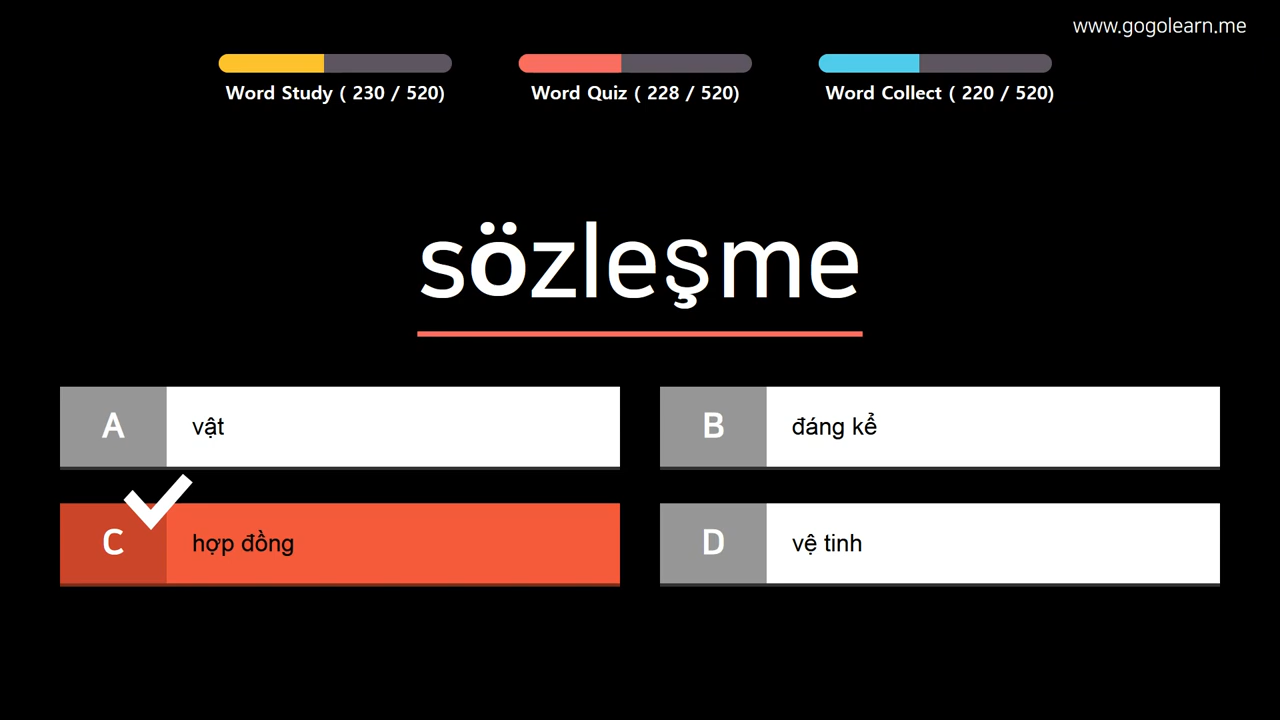 www.gogolearn.me
Word Study ( 230 / 520)
Word Quiz ( 228 / 520)
Word Collect ( 220 / 520)
sözleşme
A
vật
B
đáng kể
C
hợp đồng
D
vệ tinh